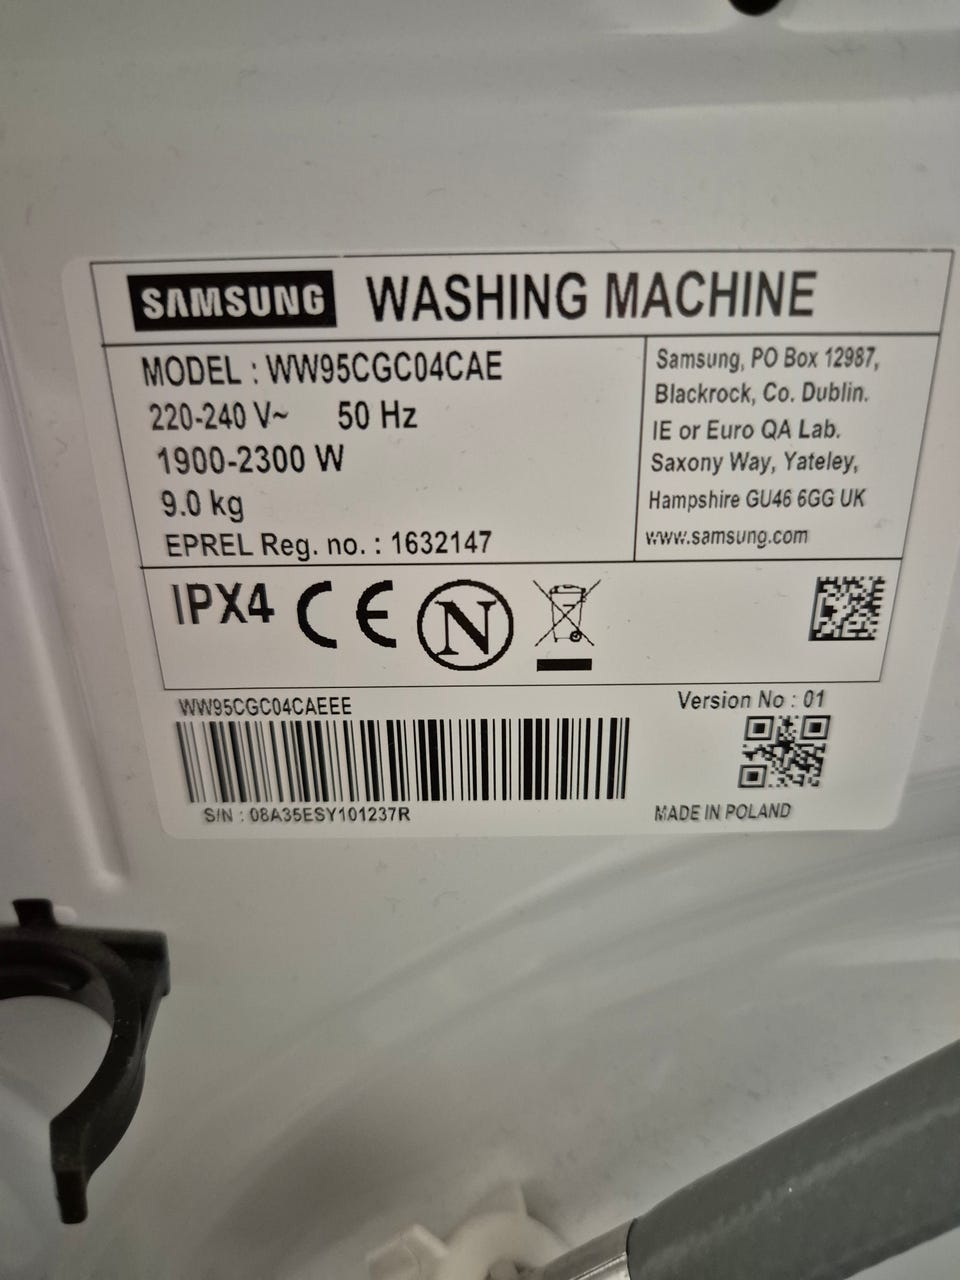 SAMSUNG WASHING MACHINE
MODEL : WW95CGC04CAE
220-240 V~ 50 Hz
1900-2300 W
9.0 kg
EPREL Reg. no. : 1632147
Samsung, PO Box 12987,
Blackrock, Co. Dublin.
IE or Euro QA Lab.
Saxony Way, Yateley,
Hampshire GU46 6GG UK
www.samsung.com
IPX4 CE N
WW95CGC04CAEEE
Version No : 01
S/N : 08A35ESY101237R
MADE IN POLAND